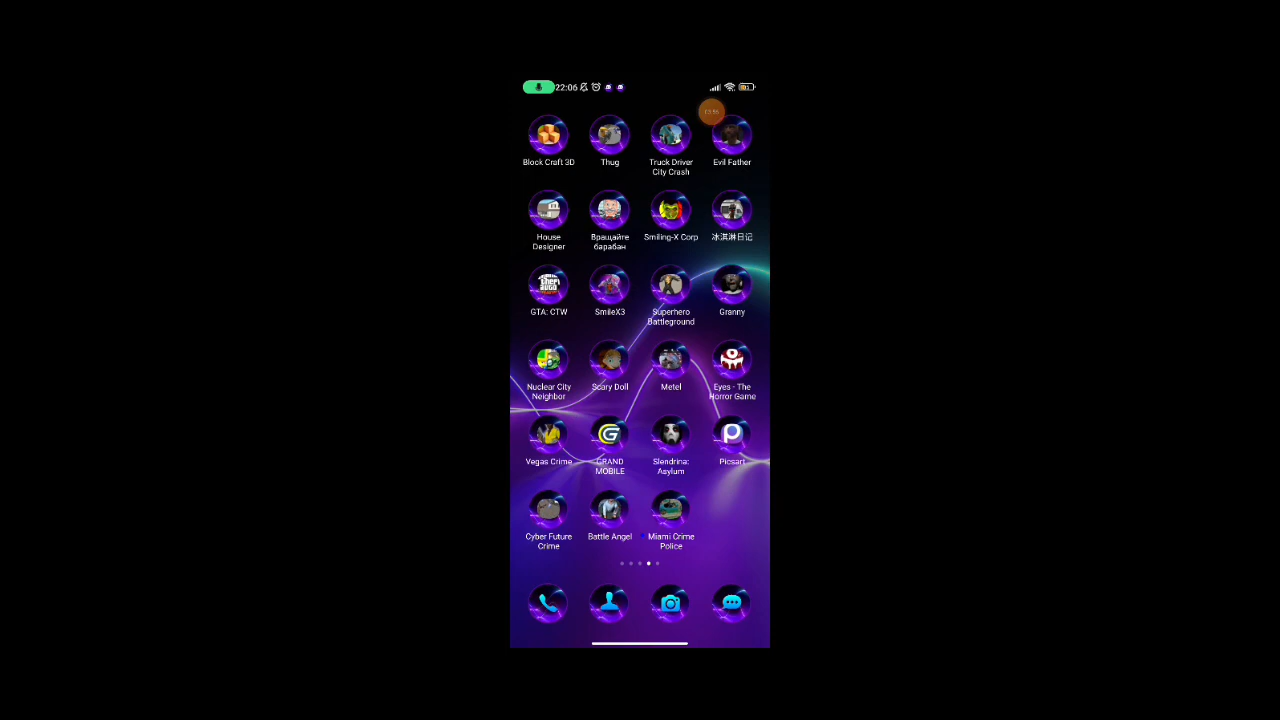 22:06
Block Craft 3D
Thug
Truck Driver
City Crash
Evil Father
House
Designer
Вращайте
барабан
Smiling-X Corp
冰淇淋日记
GTA: CTW
SmileX3
Superhero
Battleground
Granny
Nuclear City
Neighbor
Scary Doll
Metel
Eyes - The
Horror Game
Vegas Crime
GRAND
MOBILE
Slendrina:
Asylum
Picsart
Cyber Future
Crime
Battle Angel
Miami Crime
Police